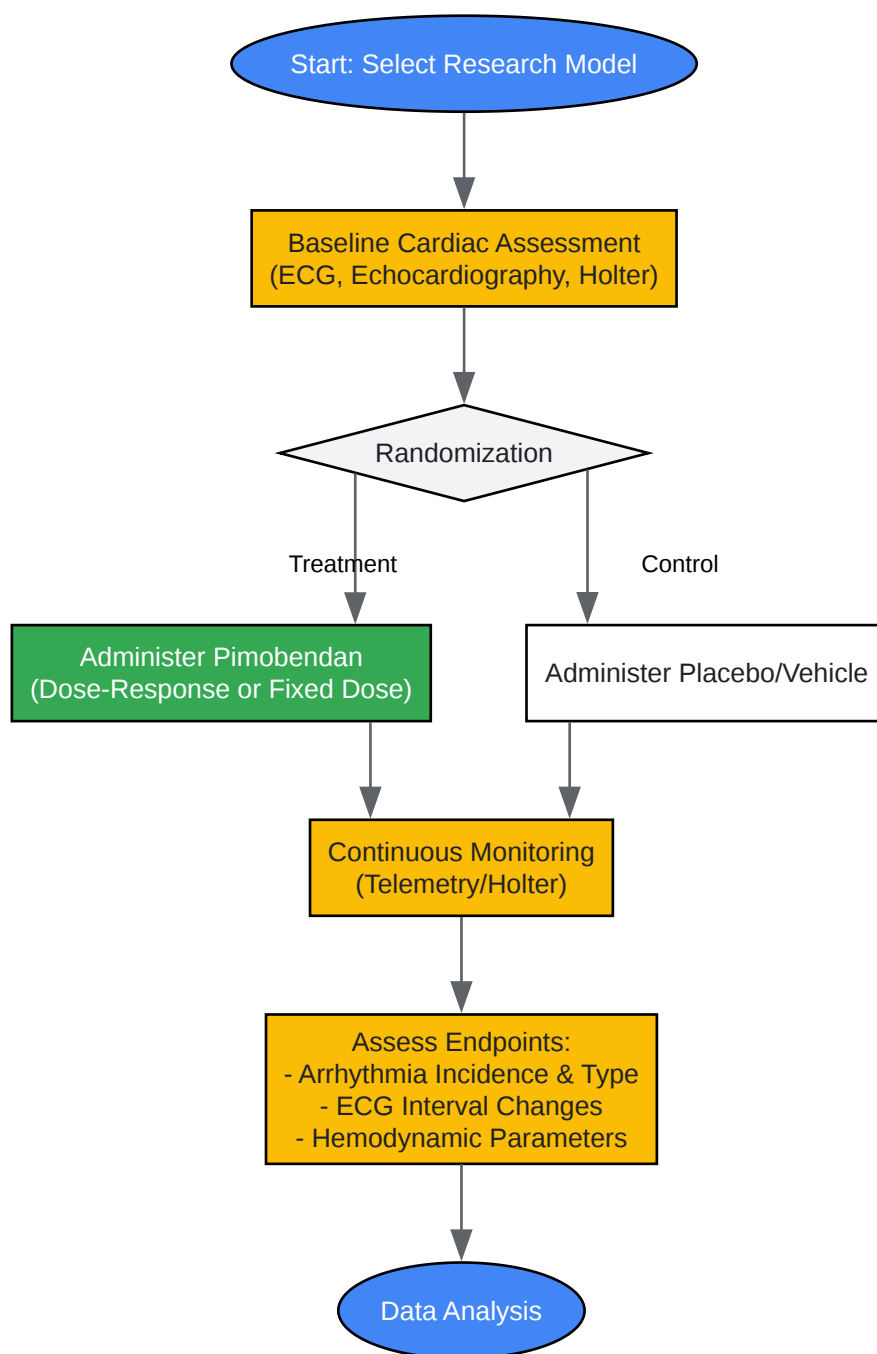 Start: Select Research Model
Baseline Cardiac Assessment
(ECG, Echocardiography, Holter)
Randomization
Treatment
Control
Administer Pimobendan
(Dose-Response or Fixed Dose)
Administer Placebo/Vehicle
Continuous Monitoring
(Telemetry/Holter)
Assess Endpoints:
- Arrhythmia Incidence & Type
- ECG Interval Changes
- Hemodynamic Parameters
Data Analysis